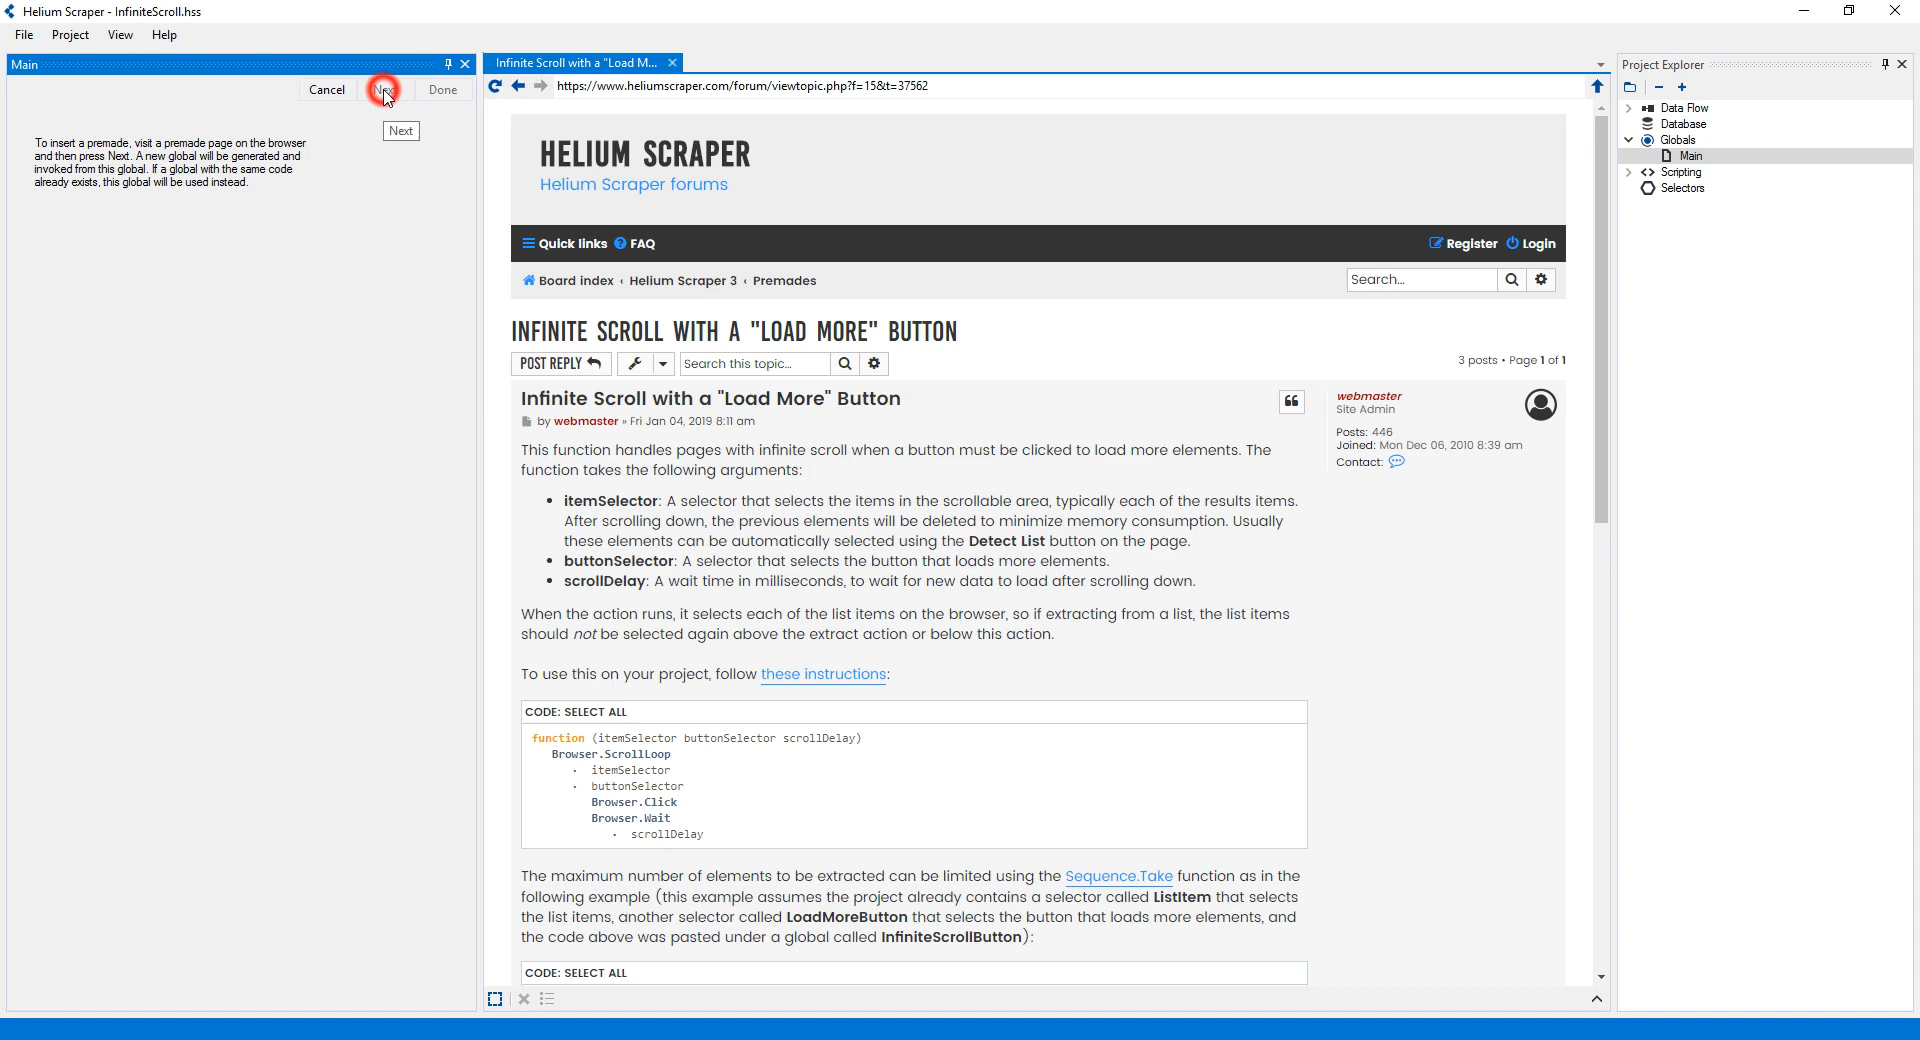 Helium Scraper - InfiniteScroll.hss
File Project View Help
Main
Cancel
Done
Next
To insert a premade, visit a premade page on the browser
and then press Next. A new global will be generated and
invoked from this global. If a global with the same code
already exists, this global will be used instead.
Infinite Scroll with a "Load M...
https://www.heliumscraper.com/forum/viewtopic.php?f=15&t=37562
HELIUM SCRAPER
Helium Scraper forums
Quick links FAQ
Register Login
Board index ‹ Helium Scraper 3 ‹ Premades
Search...
INFINITE SCROLL WITH A "LOAD MORE" BUTTON
POST REPLY
Search this topic...
3 posts • Page 1 of 1
Infinite Scroll with a "Load More" Button
by webmaster » Fri Jan 04, 2019 8:11 am
This function handles pages with infinite scroll when a button must be clicked to load more elements. The
function takes the following arguments:
• itemSelector: A selector that selects the items in the scrollable area, typically each of the results items.
After scrolling down, the previous elements will be deleted to minimize memory consumption. Usually
these elements can be automatically selected using the Detect List button on the page.
• buttonSelector: A selector that selects the button that loads more elements.
• scrollDelay: A wait time in milliseconds, to wait for new data to load after scrolling down.
When the action runs, it selects each of the list items on the browser, so if extracting from a list, the list items
should not be selected again above the extract action or below this action.
To use this on your project, follow these instructions:
CODE: SELECT ALL
function (itemSelector buttonSelector scrollDelay)
Browser.ScrollLoop
· itemSelector
· buttonSelector
Browser.Click
Browser.Wait
· scrollDelay
The maximum number of elements to be extracted can be limited using the Sequence.Take function as in the
following example (this example assumes the project already contains a selector called ListItem that selects
the list items, another selector called LoadMoreButton that selects the button that loads more elements, and
the code above was pasted under a global called InfiniteScrollButton):
CODE: SELECT ALL
webmaster
Site Admin
Posts: 446
Joined: Mon Dec 06, 2010 8:39 am
Contact:
Project Explorer
Data Flow
Database
Globals
Main
Scripting
Selectors